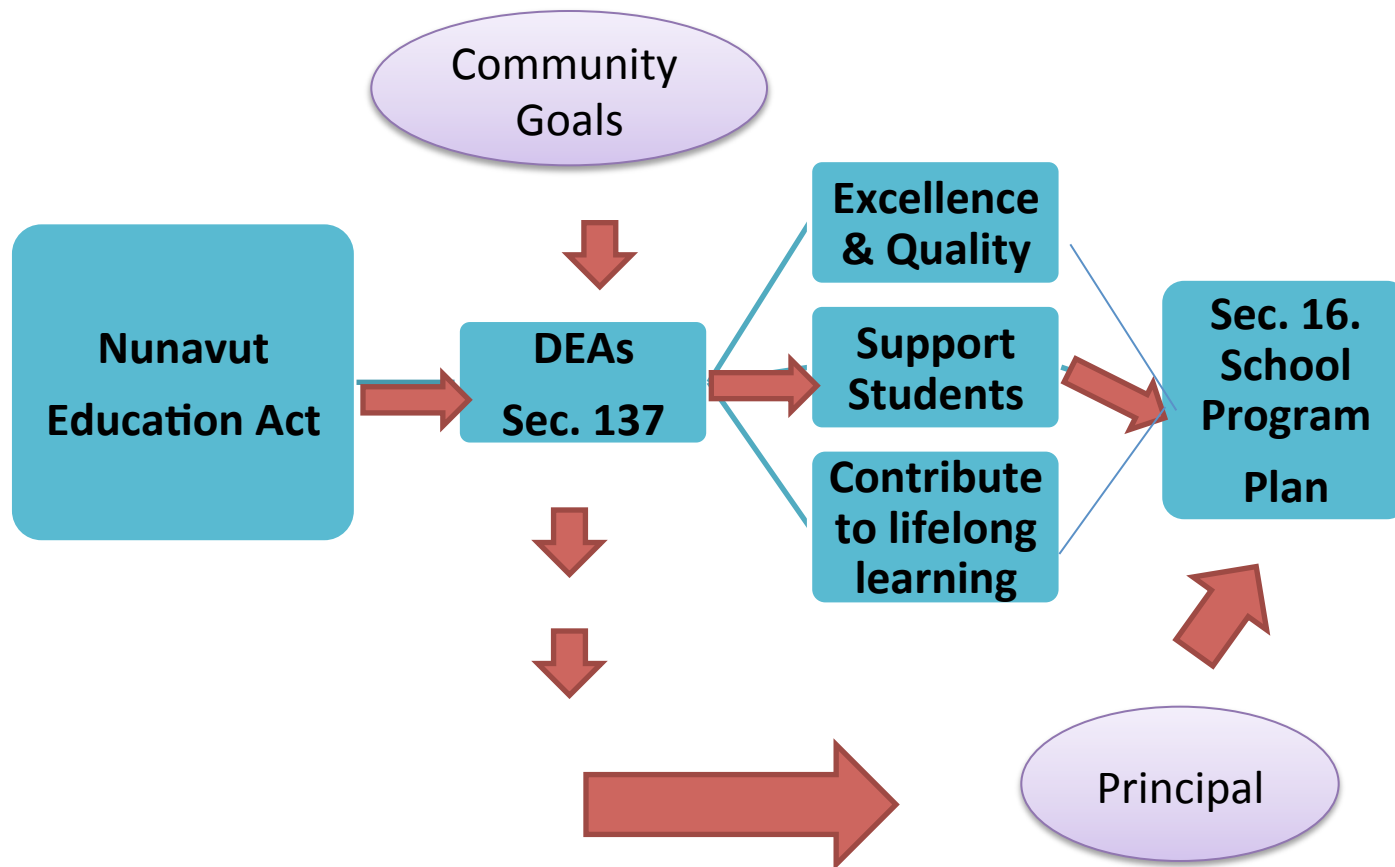 Community
Goals
Nunavut
Education Act
DEAs
Sec. 137
Excellence
& Quality
Support
Students
Contribute
to lifelong
learning
Sec. 16.
School
Program
Plan
Principal